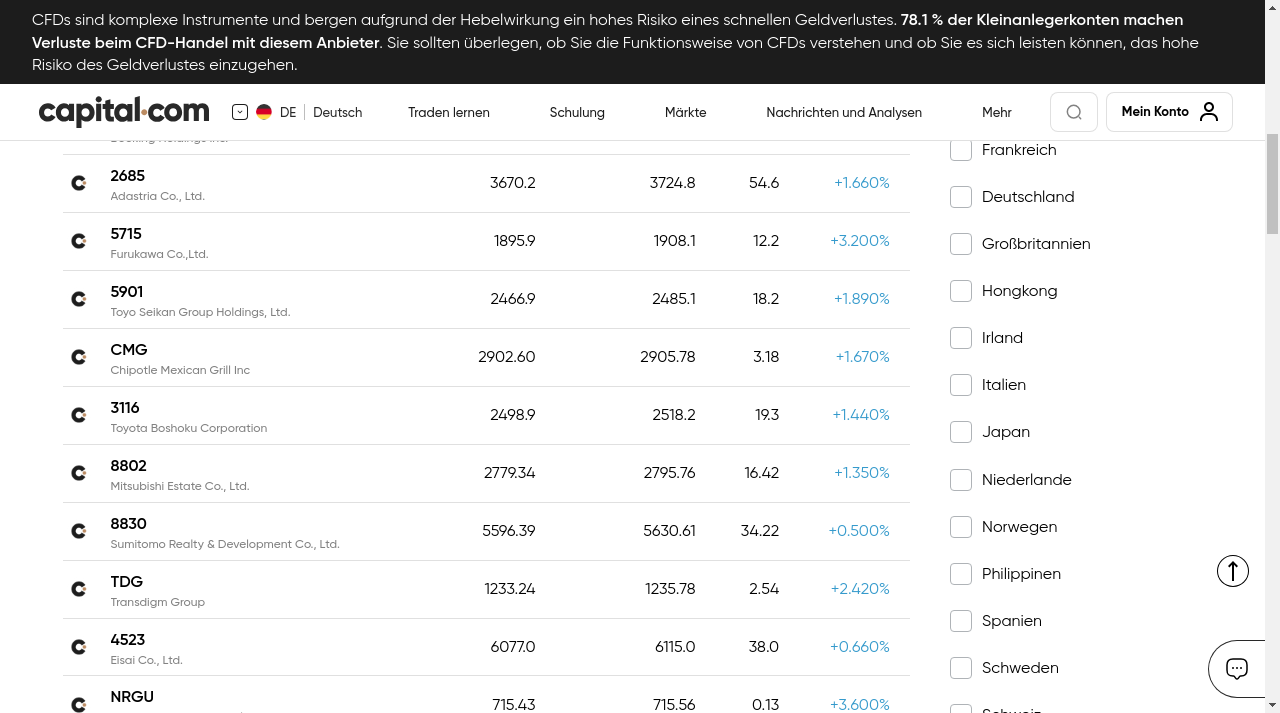 CFDs sind komplexe Instrumente und bergen aufgrund der Hebelwirkung ein hohes Risiko eines schnellen Geldverlustes. 78.1 % der Kleinanlegerkonten machen
Verluste beim CFD-Handel mit diesem Anbieter. Sie sollten überlegen, ob Sie die Funktionsweise von CFDs verstehen und ob Sie es sich leisten können, das hohe
Risiko des Geldverlustes einzugehen.
capital.com DE Deutsch Traden lernen Schulung Märkte Nachrichten und Analysen Mehr Mein Konto
2685 3670.2 3724.8 54.6 +1.660%
Adastria Co., Ltd.
5715 1895.9 1908.1 12.2 +3.200%
Furukawa Co.,Ltd.
5901 2466.9 2485.1 18.2 +1.890%
Toyo Seikan Group Holdings, Ltd.
CMG 2902.60 2905.78 3.18 +1.670%
Chipotle Mexican Grill Inc
3116 2498.9 2518.2 19.3 +1.440%
Toyota Boshoku Corporation
8802 2779.34 2795.76 16.42 +1.350%
Mitsubishi Estate Co., Ltd.
8830 5596.39 5630.61 34.22 +0.500%
Sumitomo Realty & Development Co., Ltd.
TDG 1233.24 1235.78 2.54 +2.420%
Transdigm Group
4523 6077.0 6115.0 38.0 +0.660%
Eisai Co., Ltd.
NRGU 715.43 715.56 0.13 +3.600%
Frankreich
Deutschland
Großbritannien
Hongkong
Irland
Italien
Japan
Niederlande
Norwegen
Philippinen
Spanien
Schweden